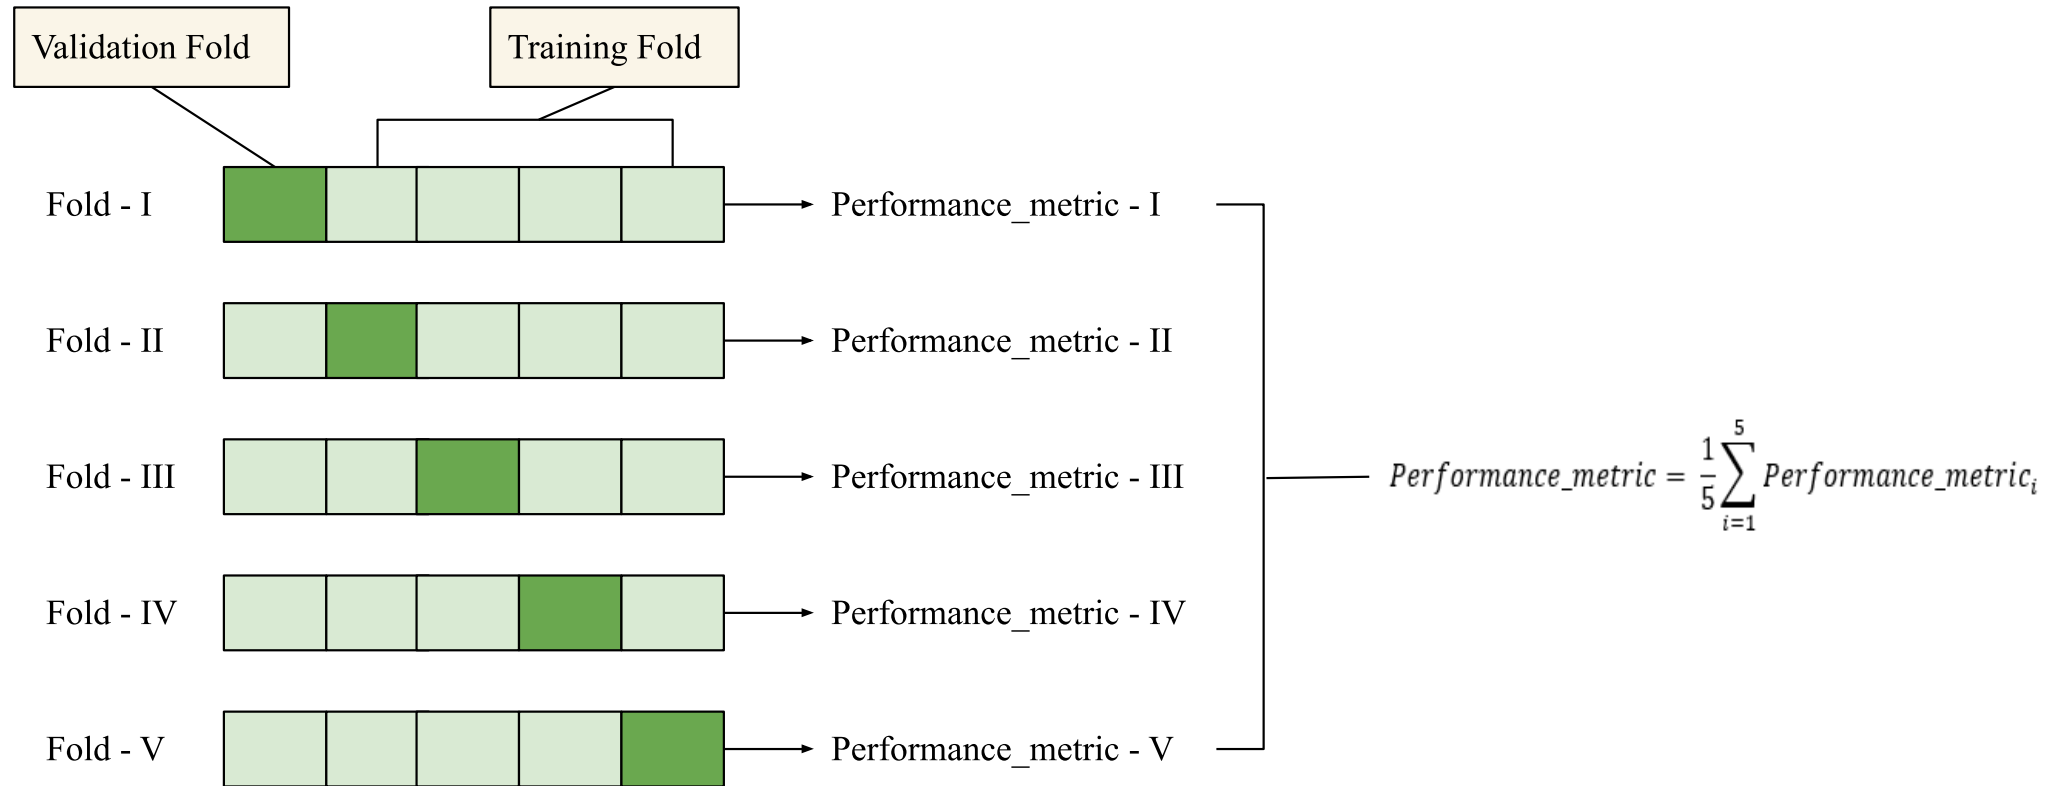 Validation Fold
Training Fold
Fold - I
Performance_metric - I
Fold - II
Performance_metric - II
Fold - III
Performance_metric - III
Performance_metric = 1/5 ∑ i=1 5 Performance_metric i
Fold - IV
Performance_metric - IV
Fold - V
Performance_metric - V